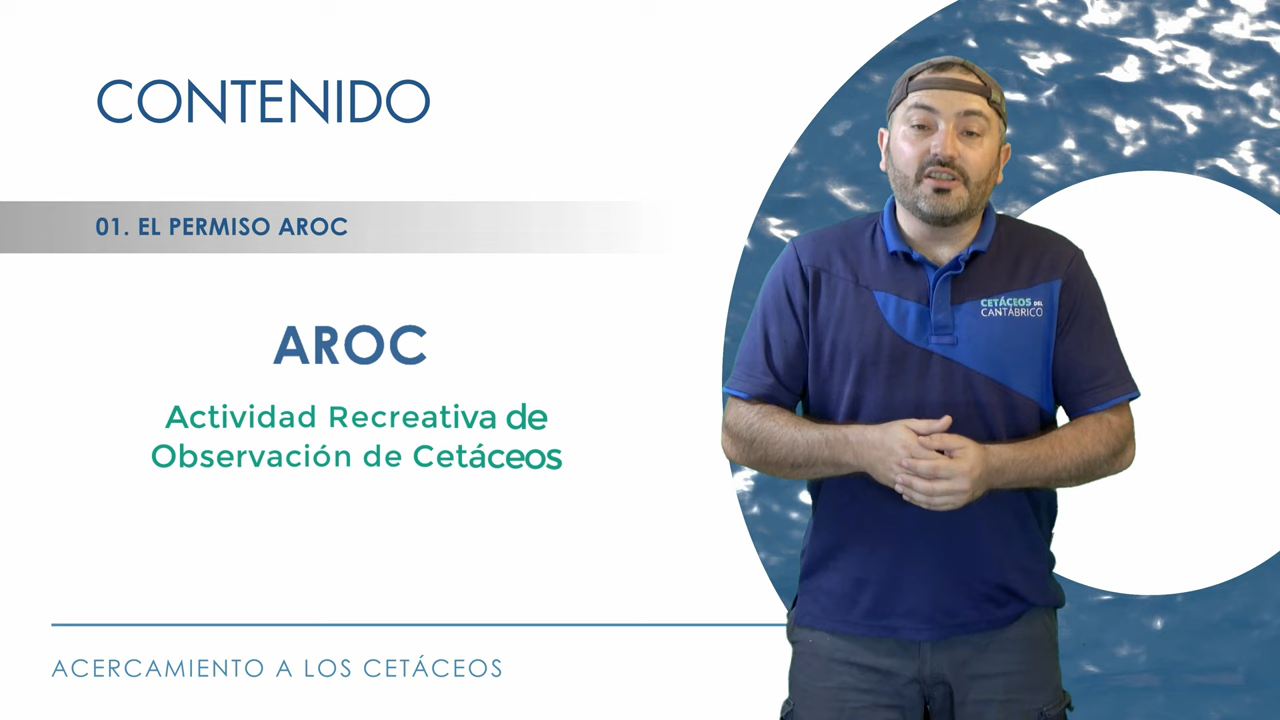 CONTENIDO
01. EL PERMISO AROC
AROC
Actividad Recreativa de
Observación de Cetáceos
CETÁCEOS DEL
CANTÁBRICO
ACERCAMIENTO A LOS CETÁCEOS